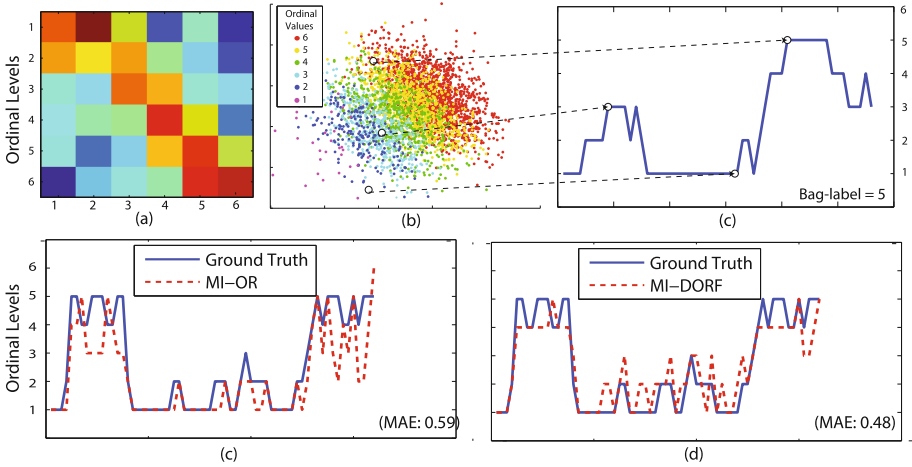 Ordinal Levels
1
2
3
4
5
6
1 2 3 4 5 6
(a)
Ordinal
Values
6
5
4
3
2
1
(b)
6
5
4
3
2
1
Bag-label = 5
(c)
Ordinal Levels
6
5
4
3
2
1
Ground Truth
MI-OR
(MAE: 0.59)
(c)
Ground Truth
MI-DORF
(MAE: 0.48)
(d)